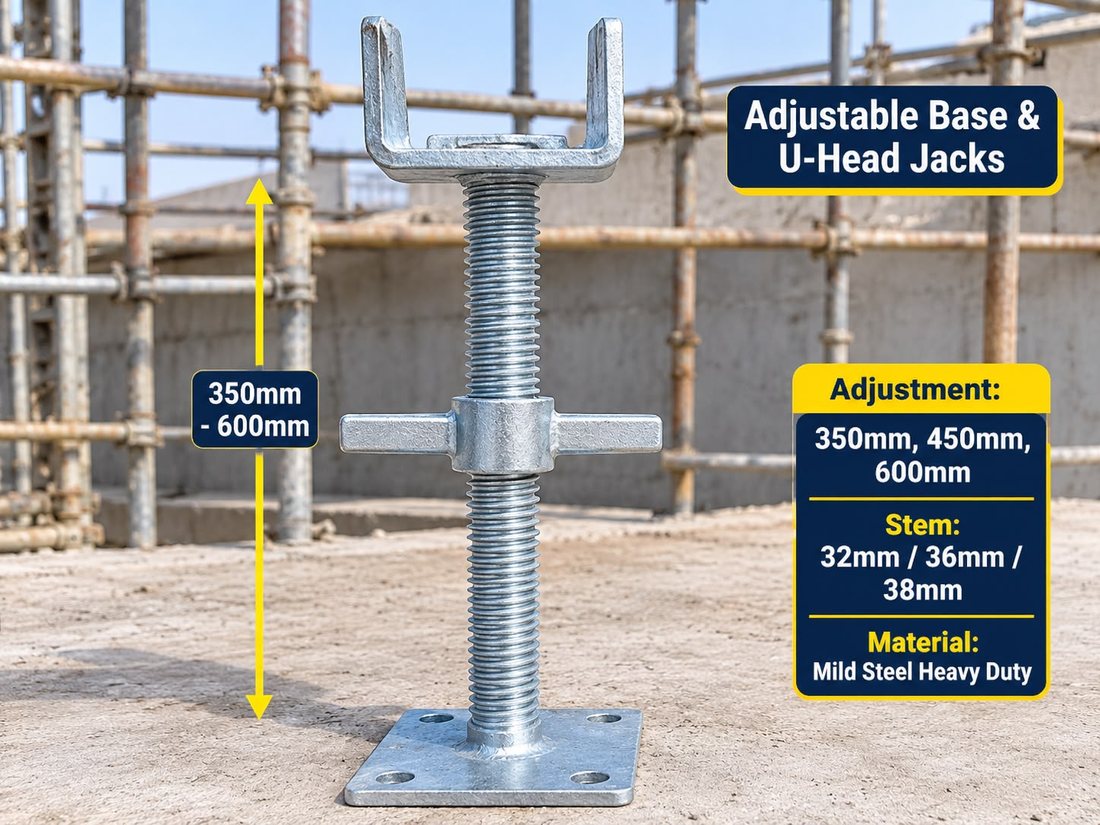 Adjustable Base &
U-Head Jacks
350mm
- 600mm
Adjustment:
350mm, 450mm,
600mm
Stem:
32mm / 36mm /
38mm
Material:
Mild Steel Heavy Duty